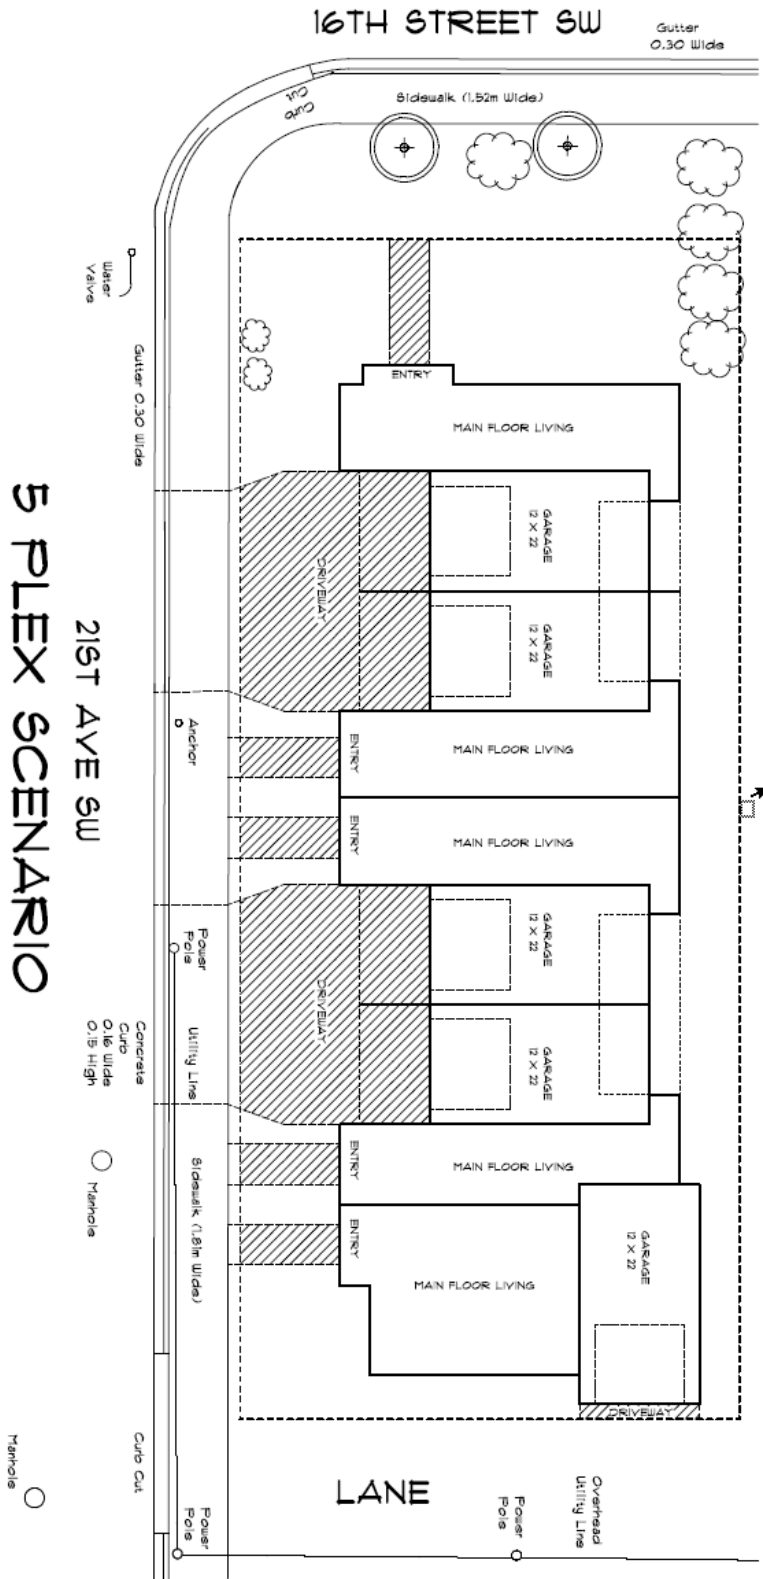 16TH STREET SW
Gutter
0.30 Wide
Sidewalk (1.52m Wide)
Curb
Cut
Water
Valve
Gutter 0.30 Wide
ENTRY
MAIN FLOOR LIVING
GARAGE
12 X 22
DRIVEWAY
GARAGE
12 X 22
5 PLEX SCENARIO
21ST AVE SW
Anchor
ENTRY
MAIN FLOOR LIVING
ENTRY
MAIN FLOOR LIVING
GARAGE
12 X 22
Power
Pole
DRIVEWAY
Concrete
Curb
0.16 Wide
0.15 High
Utility Line
GARAGE
12 X 22
Manhole
Sidewalk (1.81m Wide)
ENTRY
MAIN FLOOR LIVING
ENTRY
MAIN FLOOR LIVING
GARAGE
12 X 22
DRIVEWAY
Manhole
Curb Cut
Power
Pole
LANE
Power
Pole
Overhead
Utility Line